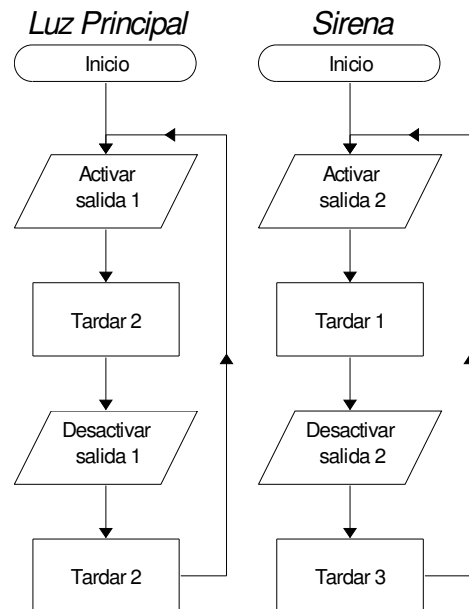 Luz Principal
Inicio
Activar
salida 1
Tardar 2
Desactivar
salida 1
Tardar 2
Sirena
Inicio
Activar
salida 2
Tardar 1
Desactivar
salida 2
Tardar 3